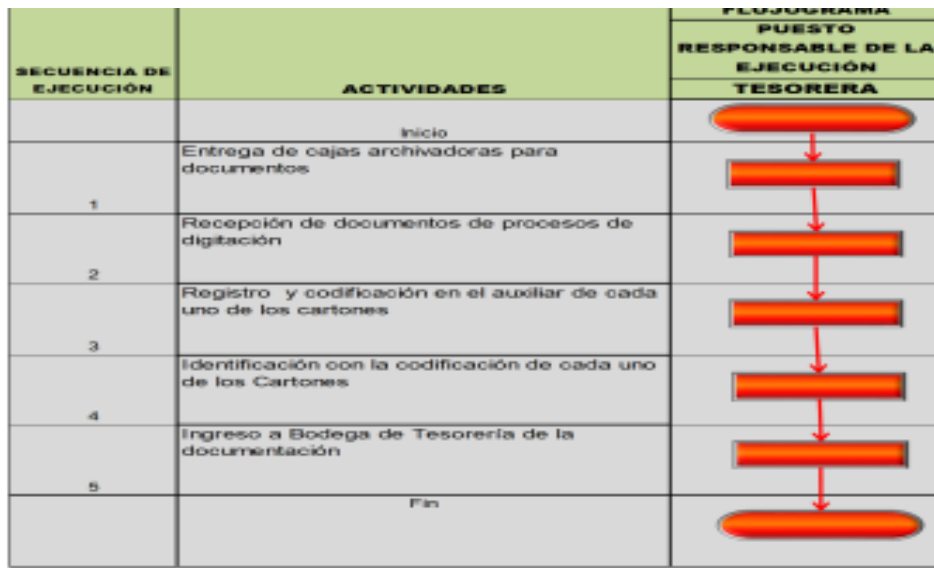 FLUJOGRAMA
PUESTO
RESPONSABLE DE LA
EJECUCIÓN
SECUENCIA DE
EJECUCIÓN
ACTIVIDADES
TESORERA
Inicio
Entrega de cajas archivadoras para
documentos
1
Recepción de documentos de procesos de
digitación
2
Registro y codificación en el auxiliar de cada
uno de los cartones
3
Identificación con la codificación de cada uno
de los Cartones
4
Ingreso a Bodega de Tesorería de la
documentación
5
Fin